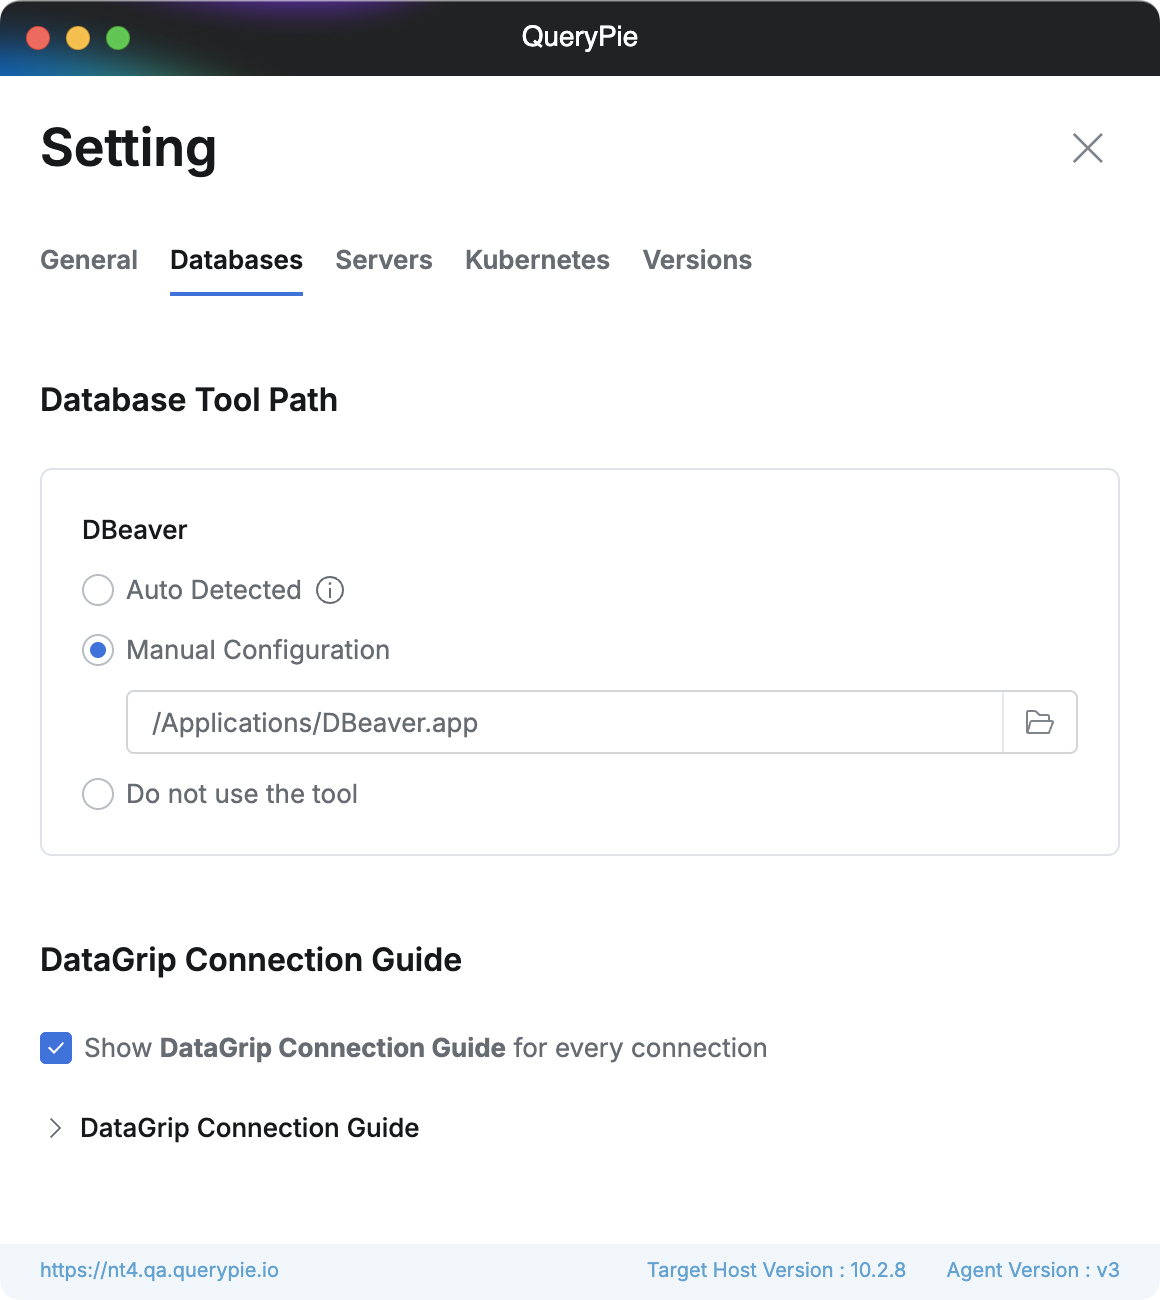 QueryPie
Setting
General Databases Servers Kubernetes Versions
Database Tool Path
DBeaver
Auto Detected
Manual Configuration
/Applications/DBeaver.app
Do not use the tool
DataGrip Connection Guide
Show DataGrip Connection Guide for every connection
DataGrip Connection Guide
https://nt4.qa.querypie.io Target Host Version : 10.2.8 Agent Version : v3